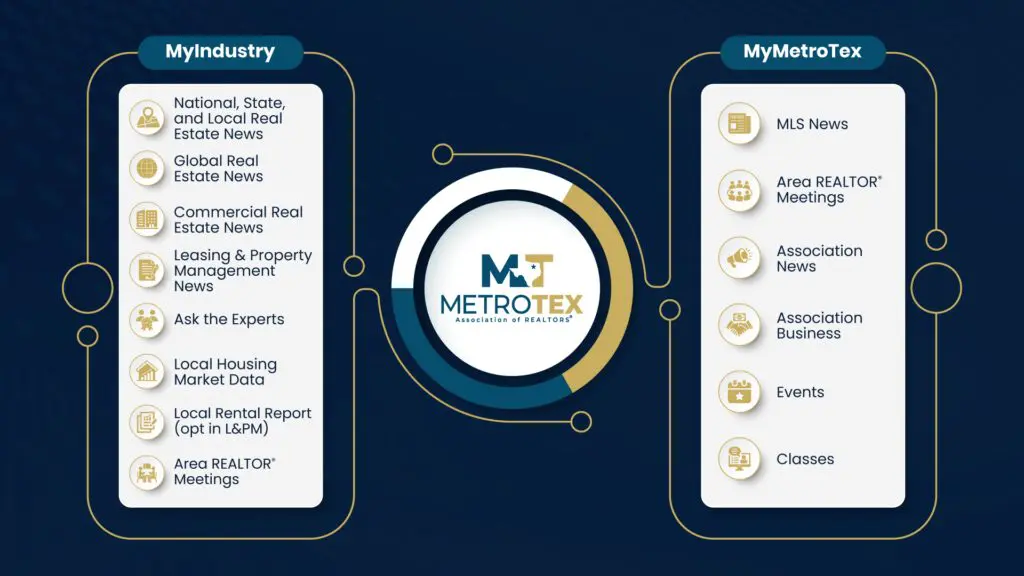 MyIndustry
National, State,
and Local Real
Estate News
Global Real
Estate News
Commercial Real
Estate News
Leasing & Property
Management
News
Ask the Experts
Local Housing
Market Data
Local Rental Report
(opt in L&PM)
Area REALTOR®
Meetings
MT
METROTEX
Association of REALTORS®
MyMetroTex
MLS News
Area REALTOR®
Meetings
Association
News
Association
Business
Events
Classes